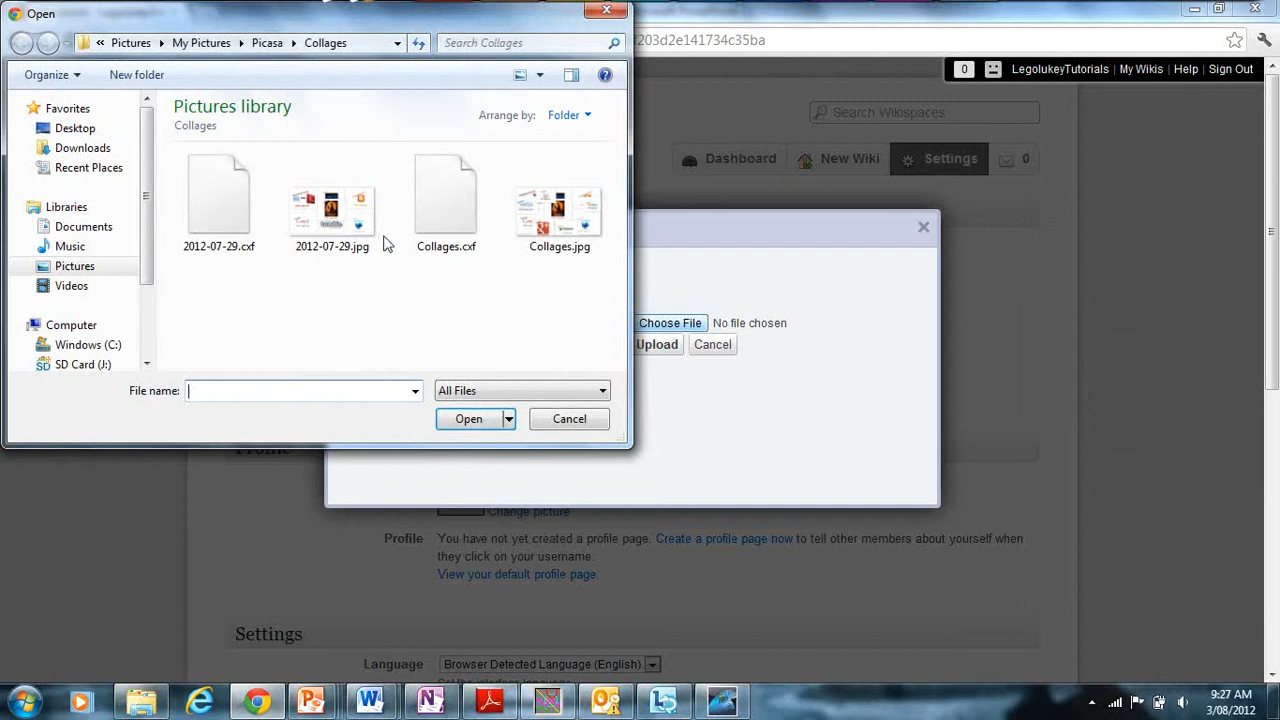 Open
203d2e141734c35ba
« Pictures My Pictures Picasa Collages
Search Collages
0 LegolukeyTutorials My Wikis Help Sign Out
Organize New folder
Pictures library
Collages
Arrange by: Folder
Search Wikispaces
Dashboard New Wiki Settings 0
Favorites
Desktop
Downloads
Recent Places
Libraries
Documents
Music
Pictures
Videos
Computer
Windows (C:)
SD Card (J:)
2012-07-29.cxf
2012-07-29.jpg
Collages.cxf
Collages.jpg
Choose File No file chosen
Upload Cancel
File name:
All Files
Open Cancel
Profile
Change picture
Profile You have not yet created a profile page. Create a profile page now to tell other members about yourself when
they click on your username.
View your default profile page.
Settings
Language Browser Detected Language (English)
9:27 AM
3/08/2012